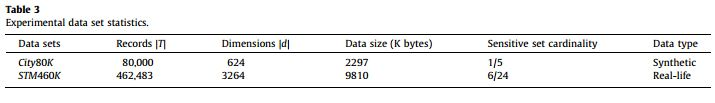 Table 3
Experimental data set statistics.
Data sets Records |T| Dimensions |d| Data size (K bytes) Sensitive set cardinality Data type
City80K 80,000 624 2297 1/5 Synthetic
STM460K 462,483 3264 9810 6/24 Real-life